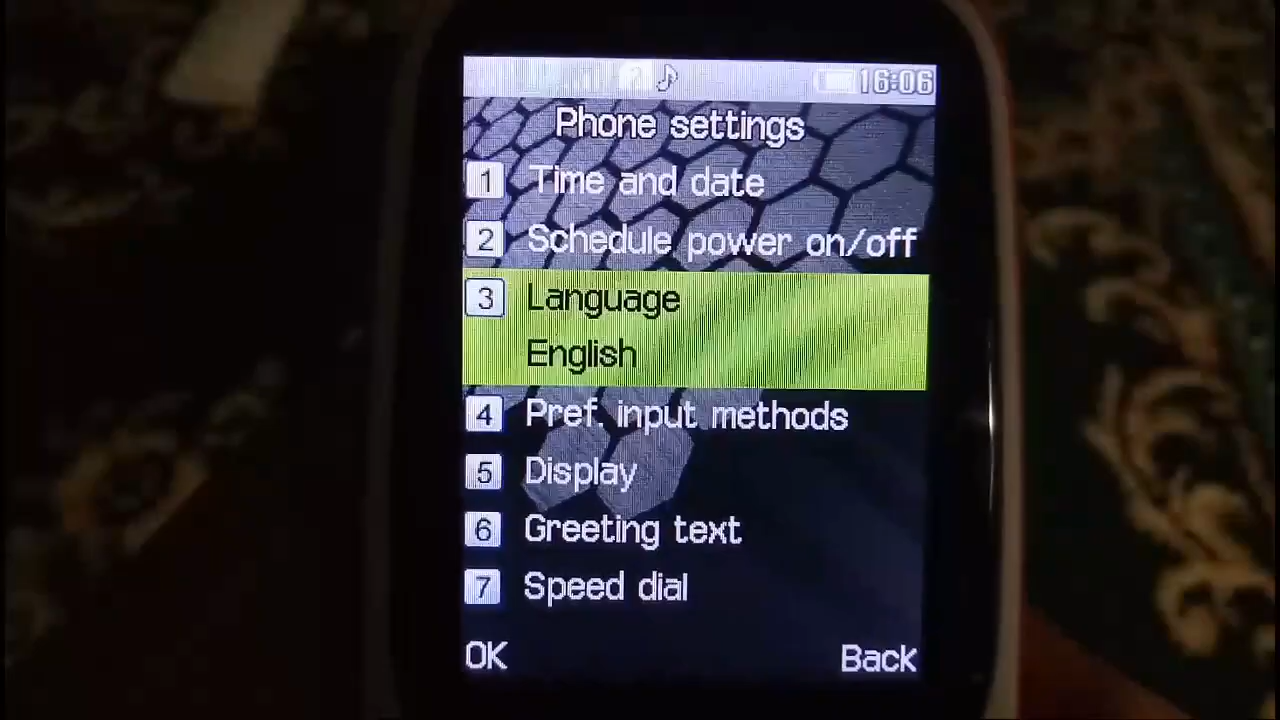 2 16:06
Phone settings
1 Time and date
2 Schedule power on/off
3 Language
English
4 Pref. input methods
5 Display
6 Greeting text
7 Speed dial
OK Back